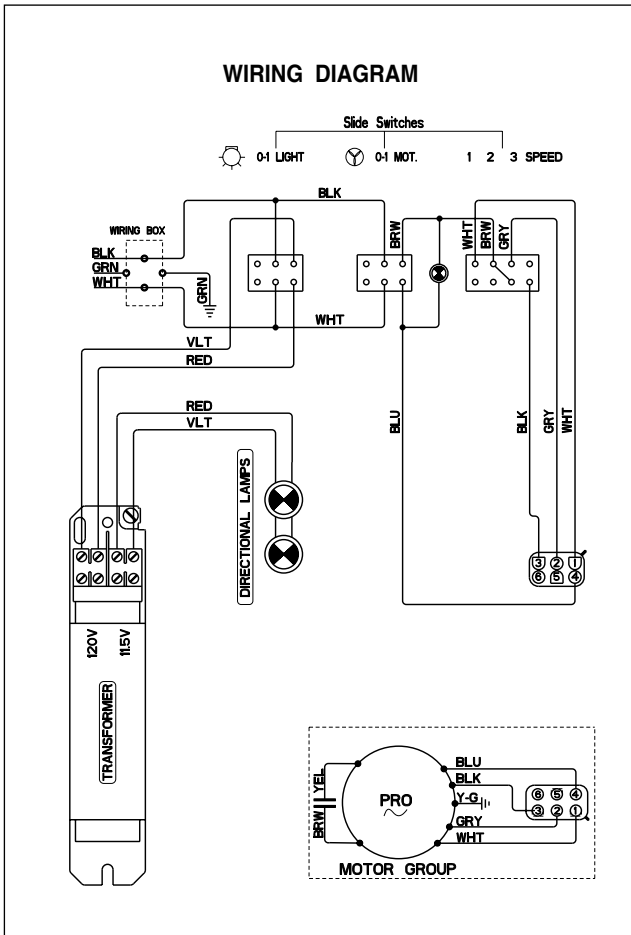 WIRING DIAGRAM
Slide Switches
0-1 LIGHT
0-1 MOT.
1 2 3 SPEED
BLK
WIRING BOX
BLK
GRN
WHT
GRN
BRW
WHT
BRW
GRY
WHT
VLT
RED
RED
VLT
BLU
BLK
GRY
WHT
DIRECTIONAL LAMPS
3 2 1
6 5 4
120V
11.5V
TRANSFORMER
YEL
BRW
PRO
BLU
BLK
Y-G
GRY
WHT
6 5 4
3 2 1
MOTOR GROUP